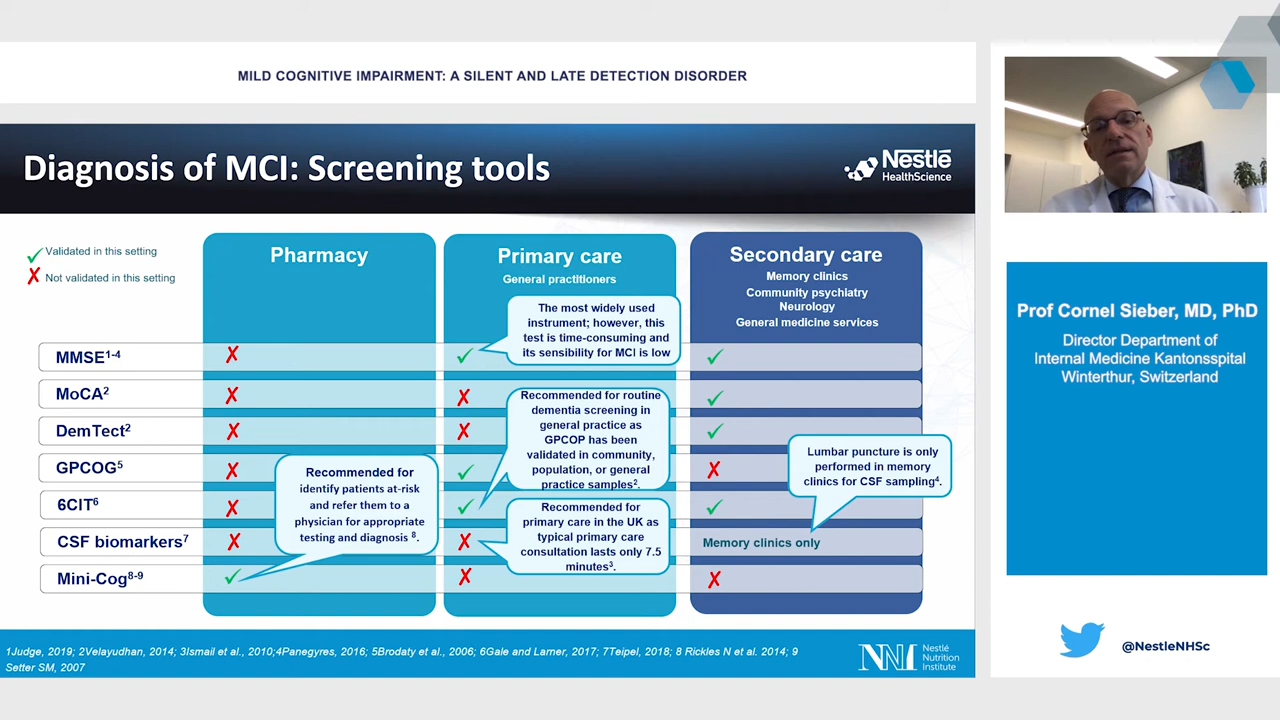 MILD COGNITIVE IMPAIRMENT: A SILENT AND LATE DETECTION DISORDER
Diagnosis of MCI: Screening tools
Nestlé
HealthScience
Validated in this setting
Not validated in this setting
Pharmacy
Primary care
General practitioners
Secondary care
Memory clinics
Community psychiatry
Neurology
General medicine services
The most widely used
instrument; however, this
test is time-consuming and
its sensibility for MCI is low
MMSE1-4
MoCA2
DemTect2
GPCOG5
6CIT6
CSF biomarkers7
Mini-Cog8-9
Recommended for routine
dementia screening in
general practice as
GPCOP has been
validated in community,
population, or general
practice samples2.
Recommended for
identify patients at-risk
and refer them to a
physician for appropriate
testing and diagnosis 8.
Recommended for
primary care in the UK as
typical primary care
consultation lasts only 7.5
minutes3.
Lumbar puncture is only
performed in memory
clinics for CSF sampling4.
Memory clinics only
1Judge, 2019; 2Velayudhan, 2014; 3Ismail et al., 2010;4Panegyres, 2016; 5Brodaty et al., 2006; 6Gale and Larner, 2017; 7Teipel, 2018; 8 Rickles N et al. 2014; 9
Setter SM, 2007
NNI
Nestlé
Nutrition
Institute
Prof Cornel Sieber, MD, PhD
Director Department of
Internal Medicine Kantonsspital
Winterthur, Switzerland
@NestleNHSc